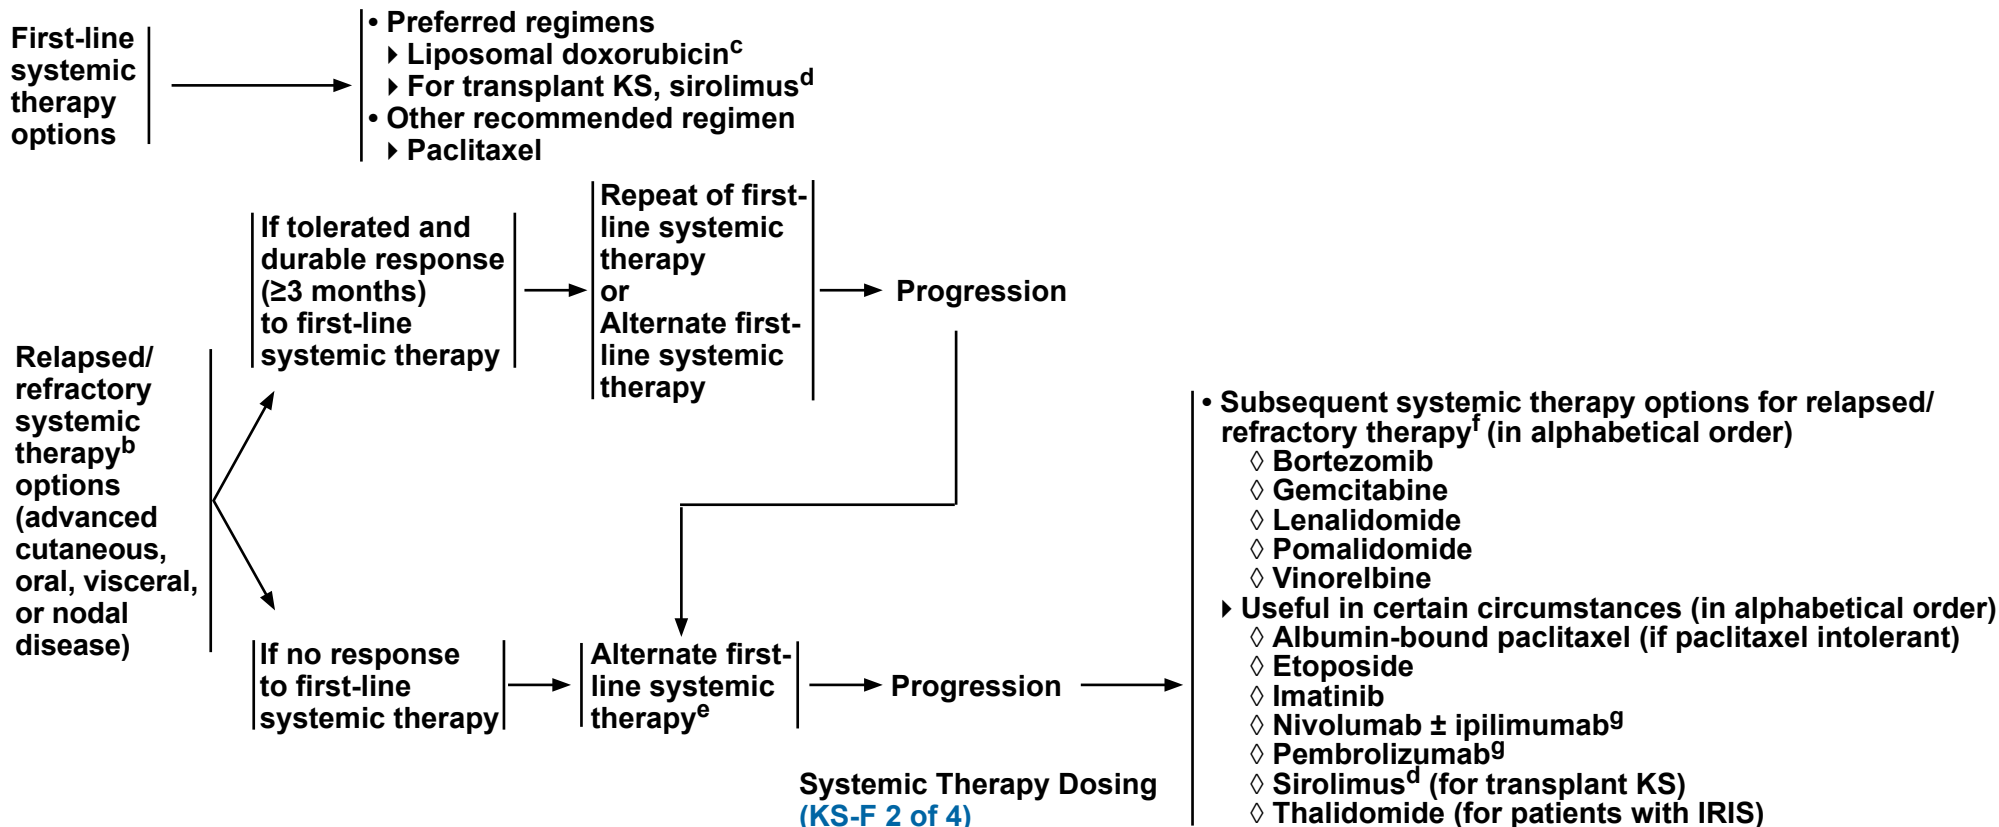 First-line
systemic
therapy
options
• Preferred regimens
▸ Liposomal doxorubicinᶜ
▸ For transplant KS, sirolimusᵈ
• Other recommended regimen
▸ Paclitaxel
Relapsed/
refractory
systemic
therapyᵇ
options
(advanced
cutaneous,
oral, visceral,
or nodal
disease)
If tolerated and
durable response
(≥3 months)
to first-line
systemic therapy
Repeat of first-
line systemic
therapy
or
Alternate first-
line systemic
therapy
Progression
If no response
to first-line
systemic therapy
Alternate first-
line systemic
therapyᵉ
Progression
• Subsequent systemic therapy options for relapsed/
refractory therapyᶠ (in alphabetical order)
◊ Bortezomib
◊ Gemcitabine
◊ Lenalidomide
◊ Pomalidomide
◊ Vinorelbine
▸ Useful in certain circumstances (in alphabetical order)
◊ Albumin-bound paclitaxel (if paclitaxel intolerant)
◊ Etoposide
◊ Imatinib
◊ Nivolumab ± ipilimumabᵍ
◊ Pembrolizumabᵍ
◊ Sirolimusᵈ (for transplant KS)
◊ Thalidomide (for patients with IRIS)
Systemic Therapy Dosing
(KS-F 2 of 4)